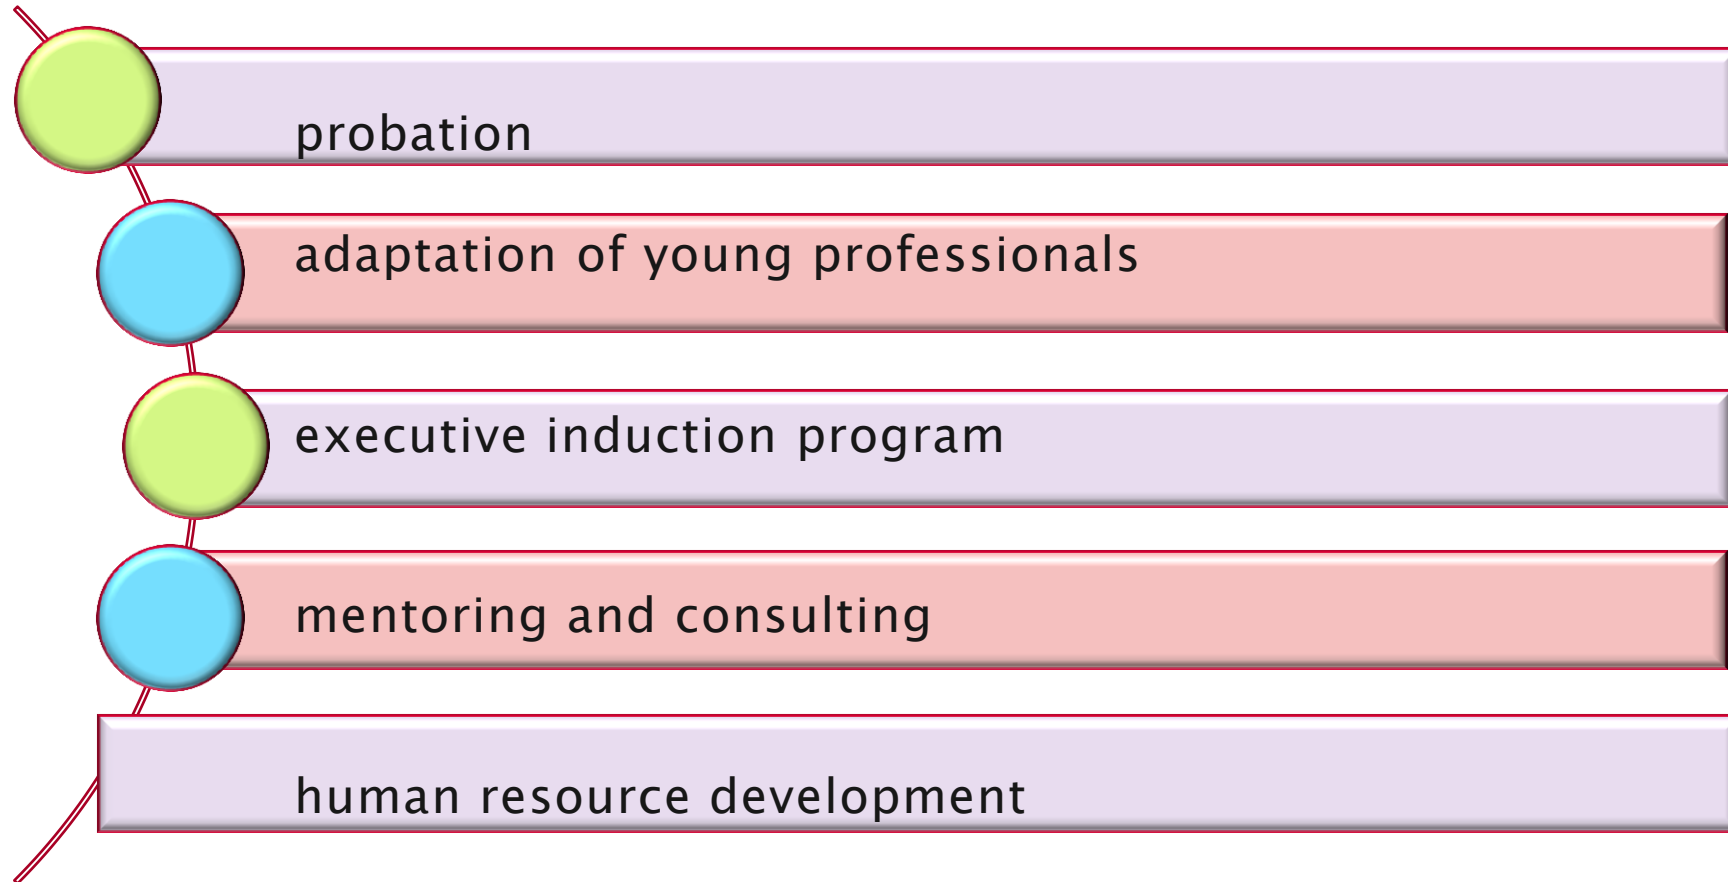 probation
adaptation of young professionals
executive induction program
mentoring and consulting
human resource development